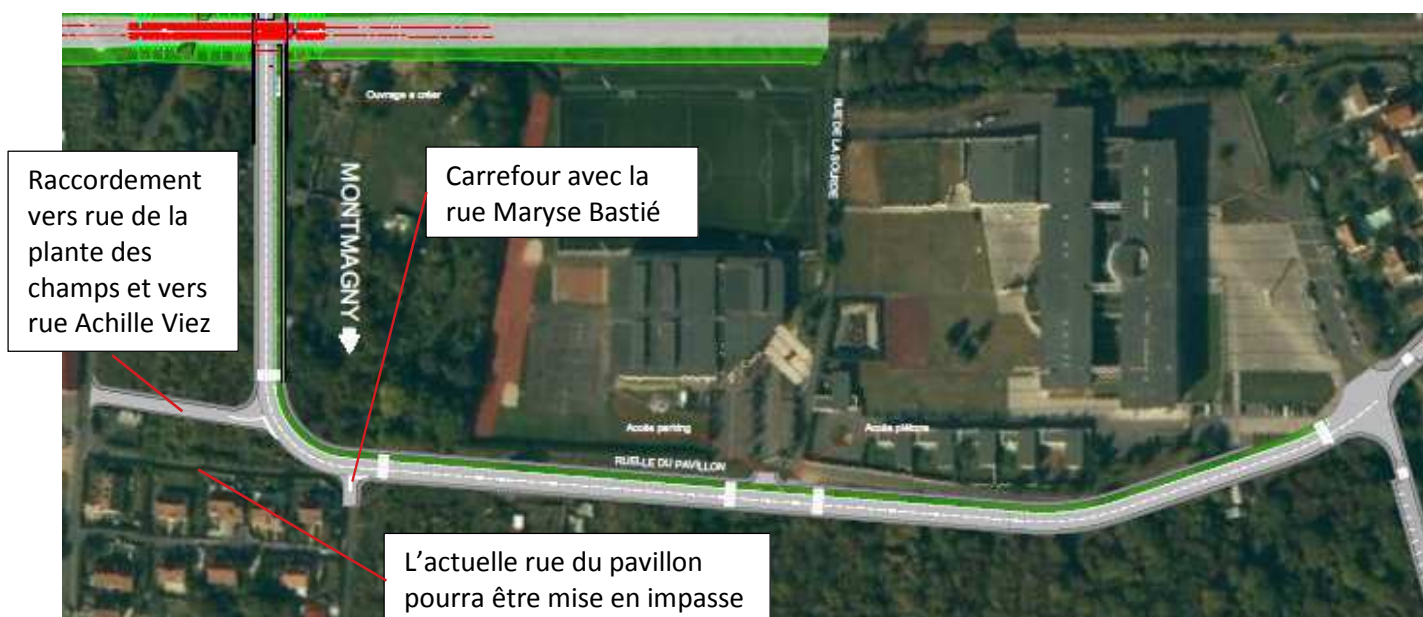 Ouvrage à créer
RUE DE LA SOURDE
MONTMAGNY
Raccordement
vers rue de la
plante des
champs et vers
rue Achille Viez
Carrefour avec la
rue Maryse Bastié
Accès parking
Accès piétons
RUELLE DU PAVILLON
L’actuelle rue du pavillon
pourra être mise en impasse